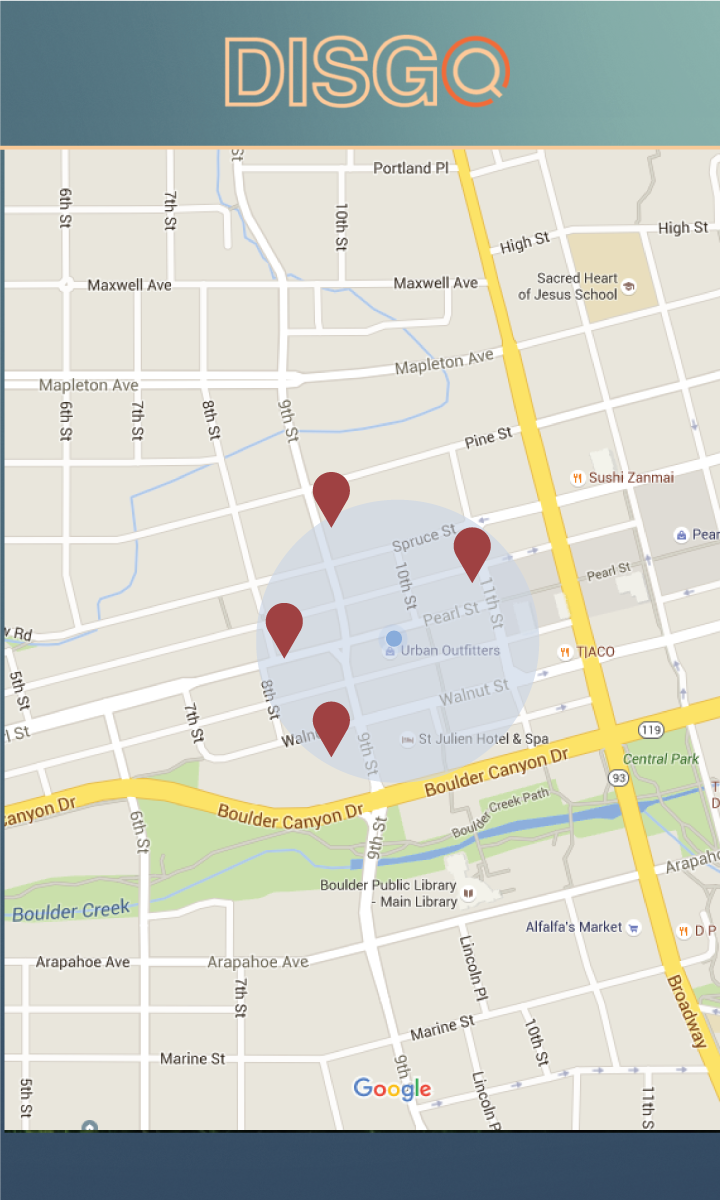 DISGO
St
Portland Pl
6th St
7th St
10th St
High St
High St
Sacred Heart
of Jesus School
Maxwell Ave
Maxwell Ave
Mapleton Ave
Mapleton Ave
6th St
7th St
8th St
9th St
Pine St
Sushi Zanmai
Spruce St
Pear
10th St
11th St
Pearl St
Pearl St
w Rd
Urban Outfitters
TIACO
5th St
8th St
Walnut St
7th St
l St
Waln
9th St
St Julien Hotel & Spa
119
Central Park
Boulder Canyon Dr
93
Canyon Dr
Boulder Canyon Dr
Boulder Creek Path
T
D
6th St
9th St
Arapaho
Boulder Public Library
- Main Library
Boulder Creek
Alfalfa's Market
D P
Arapahoe Ave
Arapahoe Ave
Lincoln Pl
7th St
Broadway
Marine St
10th St
Marine St
9th
5th St
Google
Lincoln P
11th S